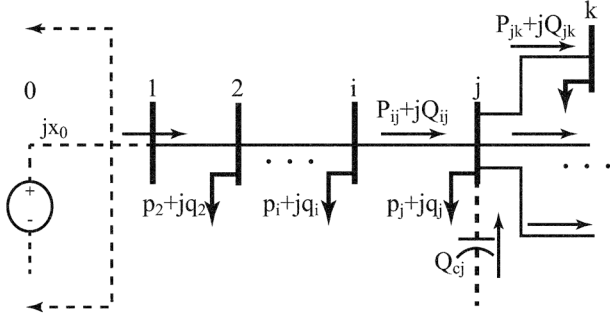 P_jk+jQ_jk
k
0
1
2
i
j
jx_0
P_ij+jQ_ij
+
-
. . .
. . .
p_2+jq_2
p_i+jq_i
p_j+jq_j
Q_cj